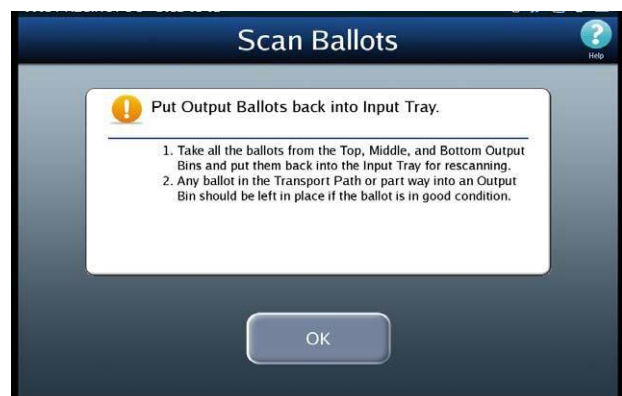 Scan Ballots
Help
Put Output Ballots back into Input Tray.
1. Take all the ballots from the Top, Middle, and Bottom Output
Bins and put them back into the Input Tray for rescanning.
2. Any ballot in the Transport Path or part way into an Output
Bin should be left in place if the ballot is in good condition.
OK